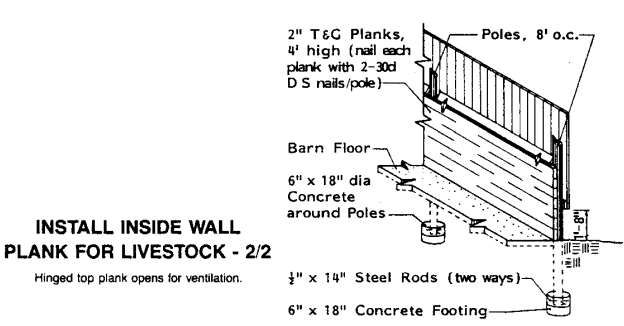 2" T&G Planks,
4' high (nail each
plank with 2-30d
D S nails/pole)
Poles, 8' o.c.
Barn Floor
6" x 18" dia
Concrete
around Poles
1'-8"
INSTALL INSIDE WALL
PLANK FOR LIVESTOCK - 2/2
Hinged top plank opens for ventilation.
½" x 14" Steel Rods (two ways)
6" x 18" Concrete Footing